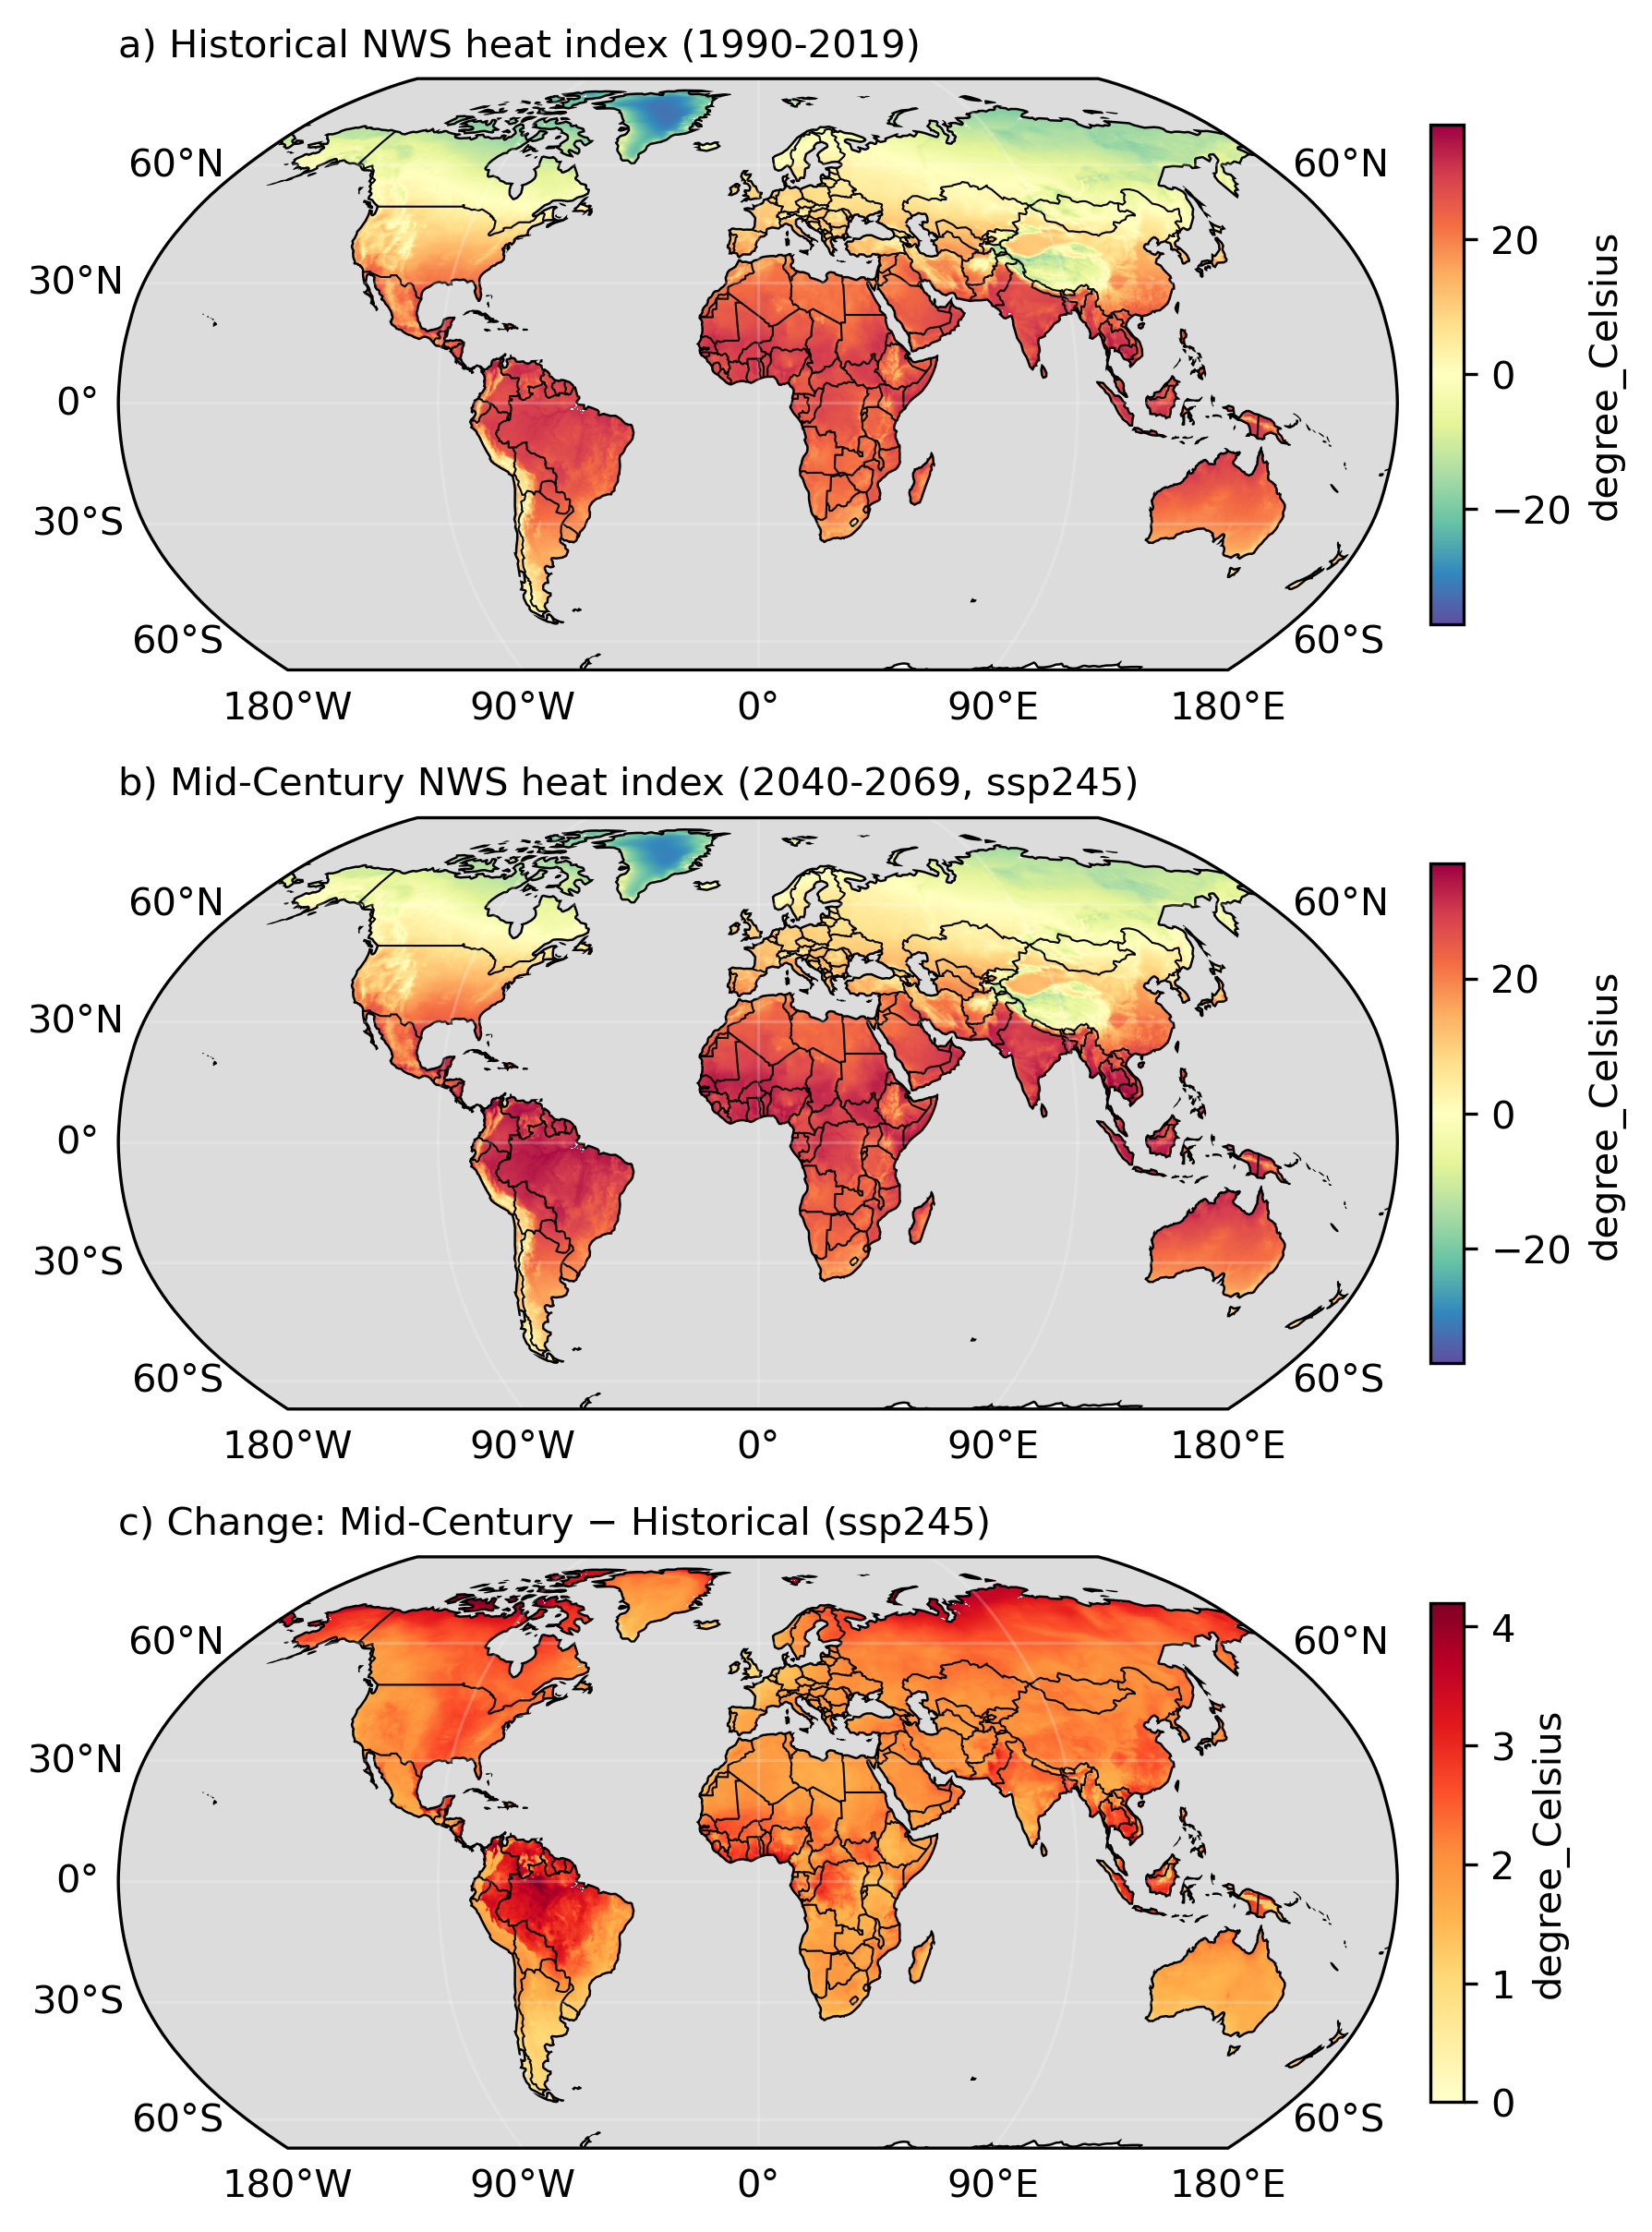 a) Historical NWS heat index (1990-2019)
60°N
60°N
30°N
0°
30°S
60°S
60°S
180°W 90°W 0° 90°E 180°E
20
0
−20
degree_Celsius
b) Mid-Century NWS heat index (2040-2069, ssp245)
60°N
60°N
30°N
0°
30°S
60°S
60°S
180°W 90°W 0° 90°E 180°E
20
0
−20
degree_Celsius
c) Change: Mid-Century − Historical (ssp245)
60°N
60°N
30°N
0°
30°S
60°S
60°S
180°W 90°W 0° 90°E 180°E
4
3
2
1
0
degree_Celsius